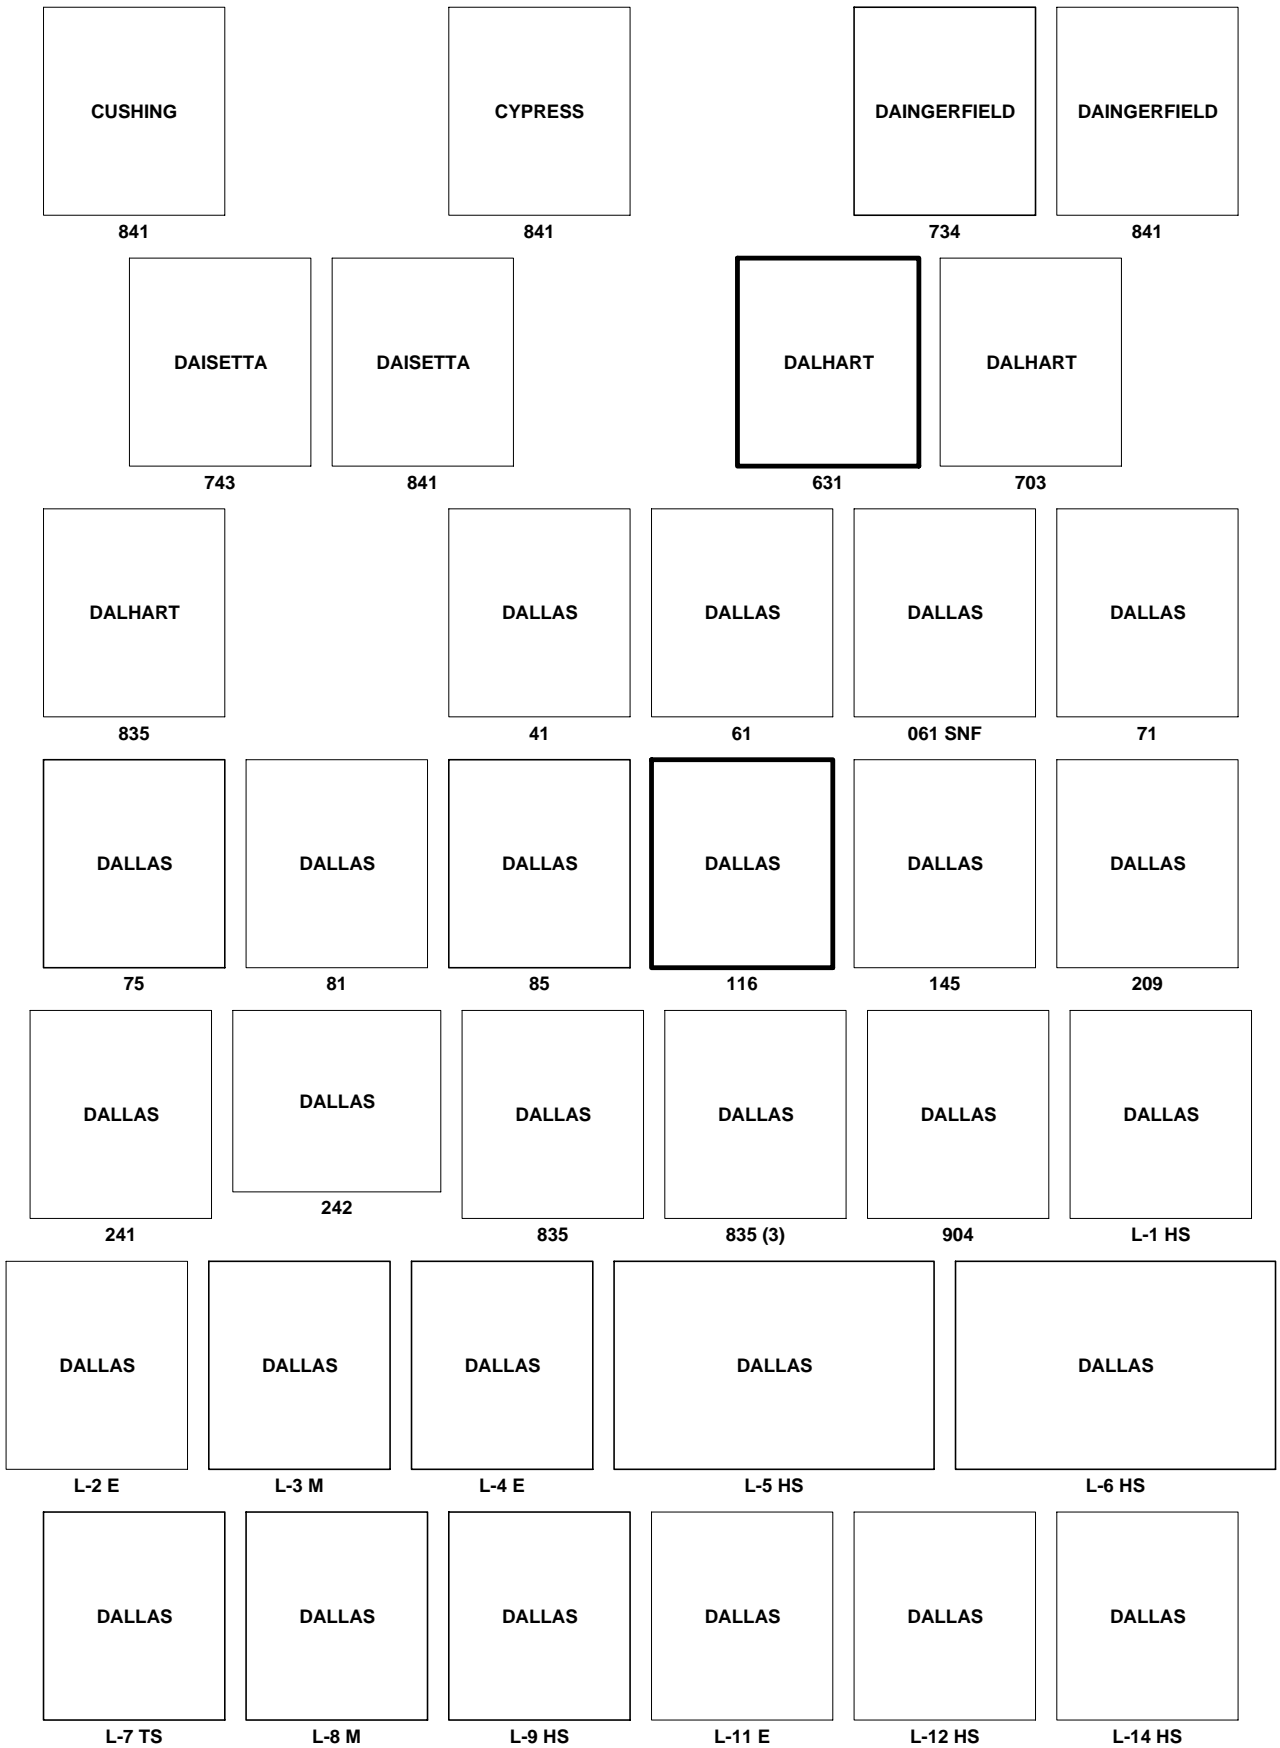 CUSHING CYPRESS DAINGERFIELD DAINGERFIELD
841 841 734 841
DAISETTA DAISETTA DALHART DALHART
743 841 631 703
DALHART DALLAS DALLAS DALLAS DALLAS
835 41 61 061 SNF 71
DALLAS DALLAS DALLAS DALLAS DALLAS DALLAS
75 81 85 116 145 209
DALLAS DALLAS DALLAS DALLAS DALLAS DALLAS
241 242 835 835 (3) 904 L-1 HS
DALLAS DALLAS DALLAS DALLAS DALLAS
L-2 E L-3 M L-4 E L-5 HS L-6 HS
DALLAS DALLAS DALLAS DALLAS DALLAS DALLAS
L-7 TS L-8 M L-9 HS L-11 E L-12 HS L-14 HS